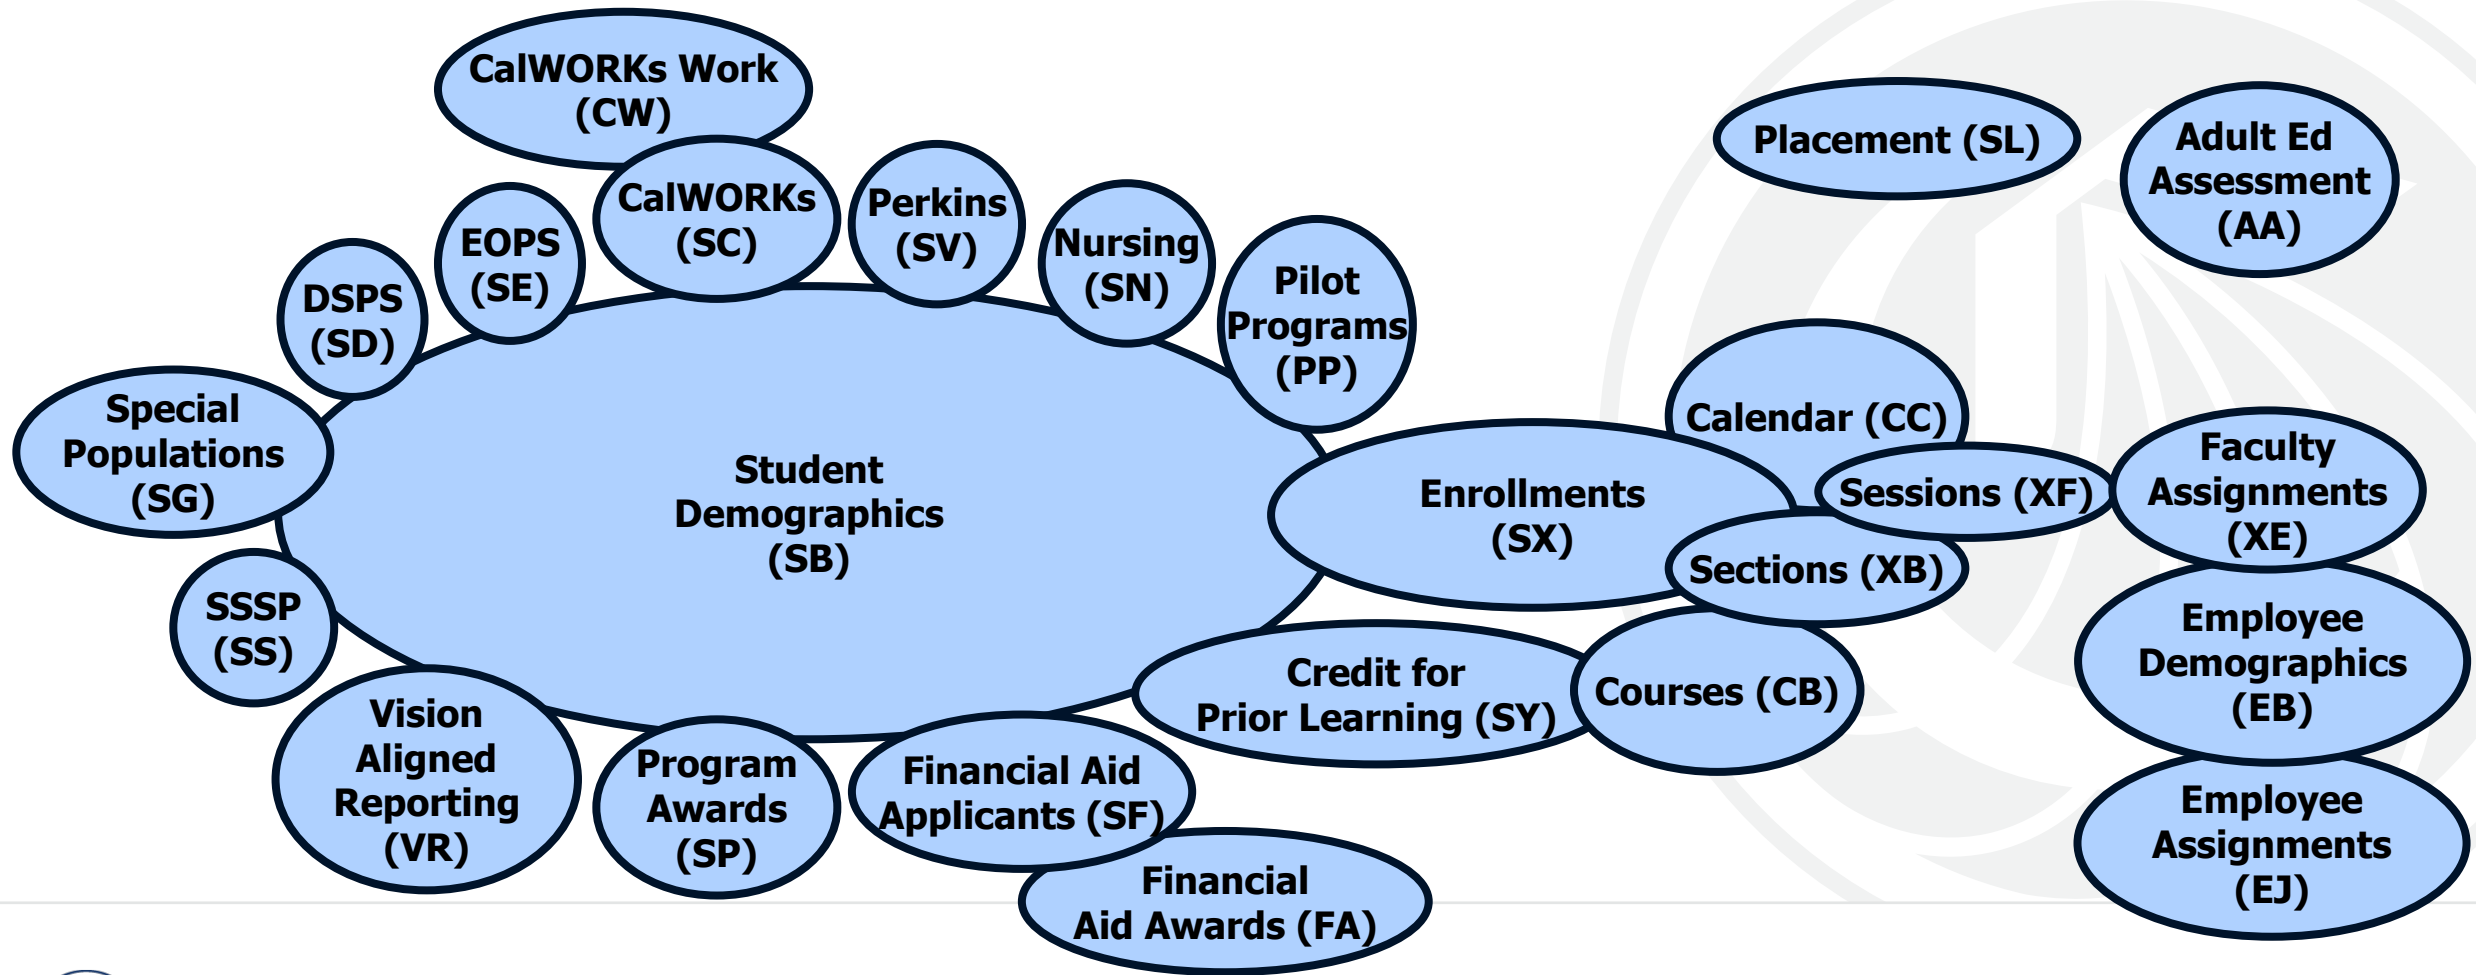 CalWORKs Work
(CW)
CalWORKs
(SC)
Perkins
(SV)
Nursing
(SN)
Pilot
Programs
(PP)
EOPS
(SE)
DSPS
(SD)
Special
Populations
(SG)
SSSP
(SS)
Vision
Aligned
Reporting
(VR)
Program
Awards
(SP)
Financial Aid
Applicants (SF)
Financial
Aid Awards (FA)
Student
Demographics
(SB)
Enrollments
(SX)
Credit for
Prior Learning (SY)
Courses (CB)
Sections (XB)
Calendar (CC)
Sessions (XF)
Placement (SL)
Adult Ed
Assessment
(AA)
Faculty
Assignments
(XE)
Employee
Demographics
(EB)
Employee
Assignments
(EJ)